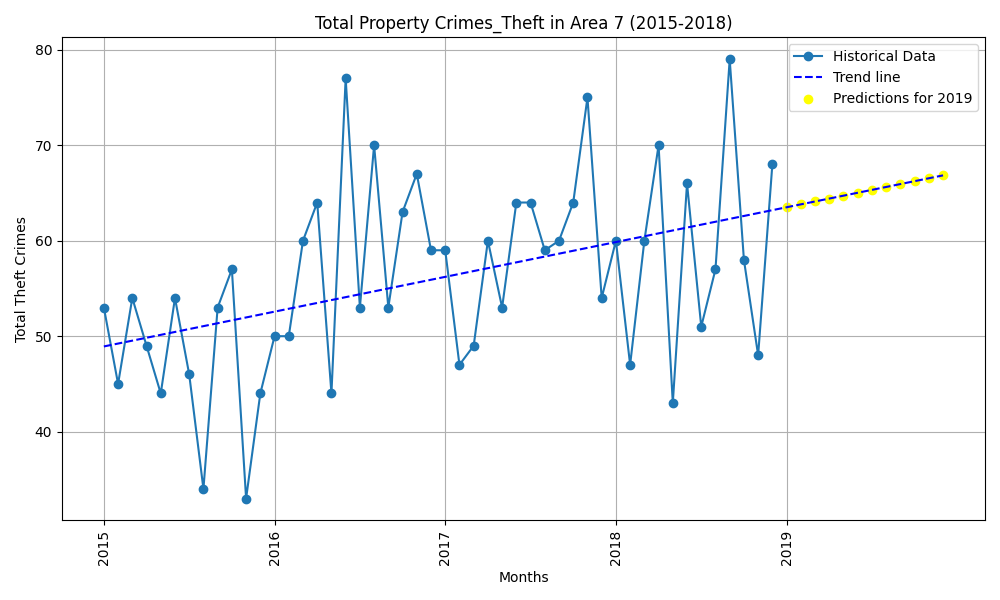 Total Property Crimes_Theft in Area 7 (2015-2018)
Historical Data
Trend line
Predictions for 2019
Total Theft Crimes
80
70
60
50
40
2015
2016
2017
2018
2019
Months